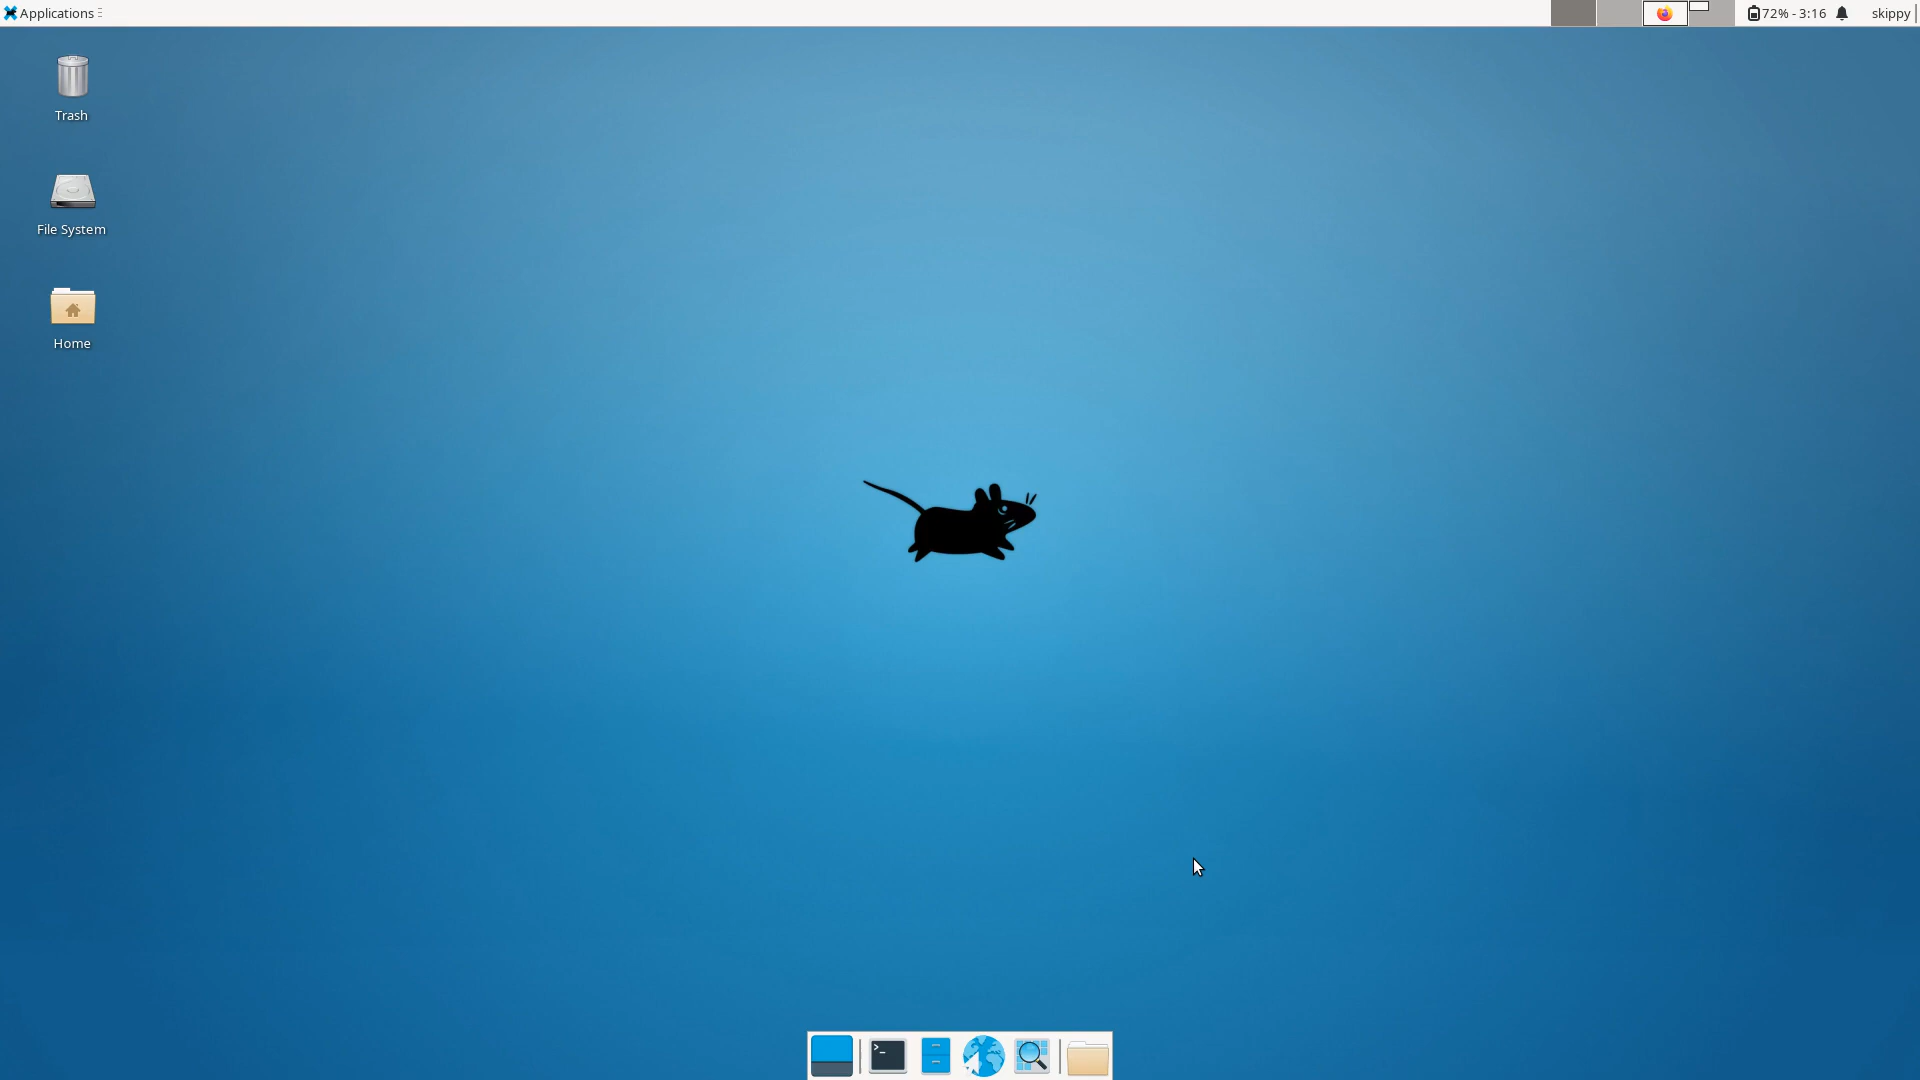 Applications
72% - 3:16
skippy
Trash
File System
Home